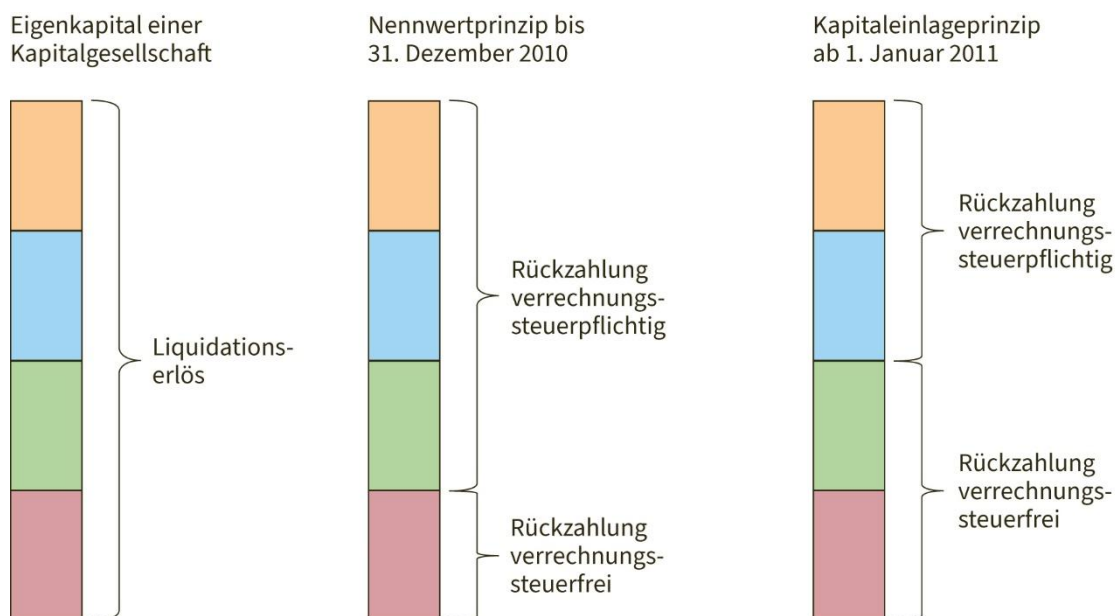 Eigenkapital einer
Kapitalgesellschaft
Liquidations-
erlös
Nennwertprinzip bis
31. Dezember 2010
Rückzahlung
verrechnungs-
steuerpflichtig
Rückzahlung
verrechnungs-
steuerfrei
Kapitaleinlageprinzip
ab 1. Januar 2011
Rückzahlung
verrechnungs-
steuerpflichtig
Rückzahlung
verrechnungs-
steuerfrei